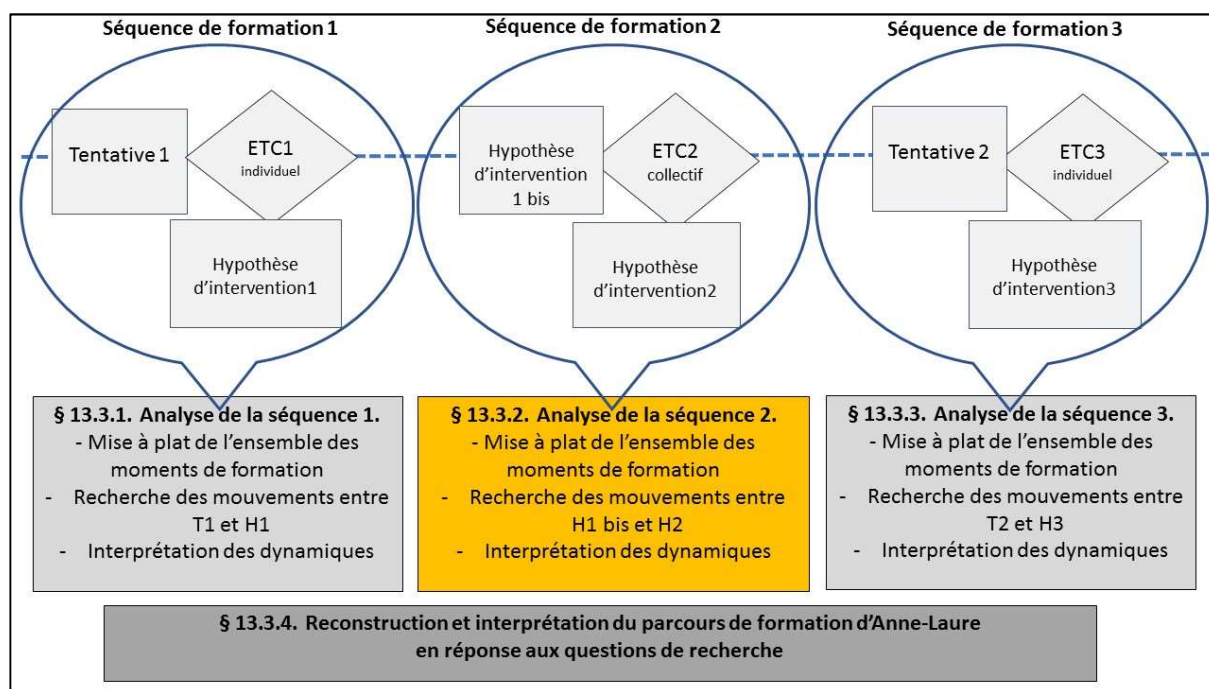 Séquence de formation 1
Séquence de formation 2
Séquence de formation 3
Tentative 1
ETC1
individuel
Hypothèse
d’intervention1
Hypothèse
d’intervention
1 bis
ETC2
collectif
Hypothèse
d’intervention2
Tentative 2
ETC3
individuel
Hypothèse
d’intervention3
§ 13.3.1. Analyse de la séquence 1.
- Mise à plat de l’ensemble des
moments de formation
- Recherche des mouvements entre
T1 et H1
- Interprétation des dynamiques
§ 13.3.2. Analyse de la séquence 2.
- Mise à plat de l’ensemble des
moments de formation
- Recherche des mouvements entre
H1 bis et H2
- Interprétation des dynamiques
§ 13.3.3. Analyse de la séquence 3.
- Mise à plat de l’ensemble des
moments de formation
- Recherche des mouvements entre
T2 et H3
- Interprétation des dynamiques
§ 13.3.4. Reconstruction et interprétation du parcours de formation d’Anne-Laure
en réponse aux questions de recherche